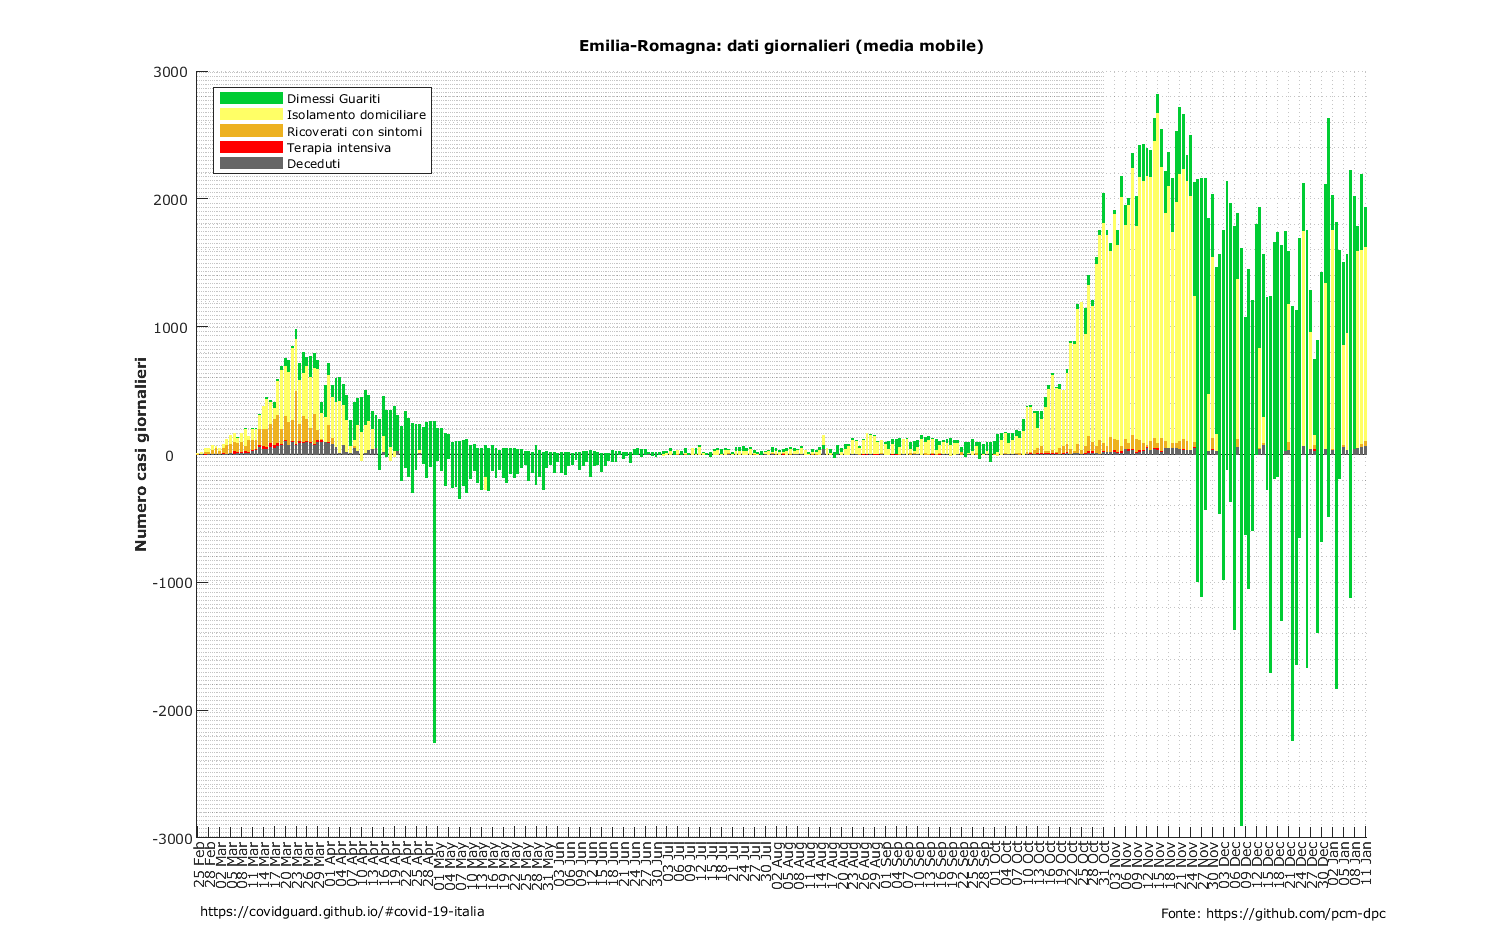 Emilia-Romagna: dati giornalieri (media mobile)
Dimessi Guariti
Isolamento domiciliare
Ricoverati con sintomi
Terapia intensiva
Deceduti
Numero casi giornalieri
3000
2000
1000
0
-1000
-2000
-3000
25 Feb
28 Feb
02 Mar
05 Mar
08 Mar
11 Mar
14 Mar
17 Mar
20 Mar
23 Mar
26 Mar
29 Mar
01 Apr
04 Apr
07 Apr
10 Apr
13 Apr
16 Apr
19 Apr
22 Apr
25 Apr
28 Apr
01 May
04 May
07 May
10 May
13 May
16 May
19 May
22 May
25 May
28 May
31 May
03 Jun
06 Jun
09 Jun
12 Jun
15 Jun
18 Jun
21 Jun
24 Jun
27 Jun
30 Jun
03 Jul
06 Jul
09 Jul
12 Jul
15 Jul
18 Jul
21 Jul
24 Jul
27 Jul
30 Jul
02 Aug
05 Aug
08 Aug
11 Aug
14 Aug
17 Aug
20 Aug
23 Aug
26 Aug
29 Aug
01 Sep
04 Sep
07 Sep
10 Sep
13 Sep
16 Sep
19 Sep
22 Sep
25 Sep
28 Sep
01 Oct
04 Oct
07 Oct
10 Oct
13 Oct
16 Oct
19 Oct
22 Oct
25 Oct
28 Oct
31 Oct
03 Nov
06 Nov
09 Nov
12 Nov
15 Nov
18 Nov
21 Nov
24 Nov
27 Nov
30 Nov
03 Dec
06 Dec
09 Dec
12 Dec
15 Dec
18 Dec
21 Dec
24 Dec
27 Dec
30 Dec
02 Jan
05 Jan
08 Jan
11 Jan
https://covidguard.github.io/#covid-19-italia
Fonte: https://github.com/pcm-dpc